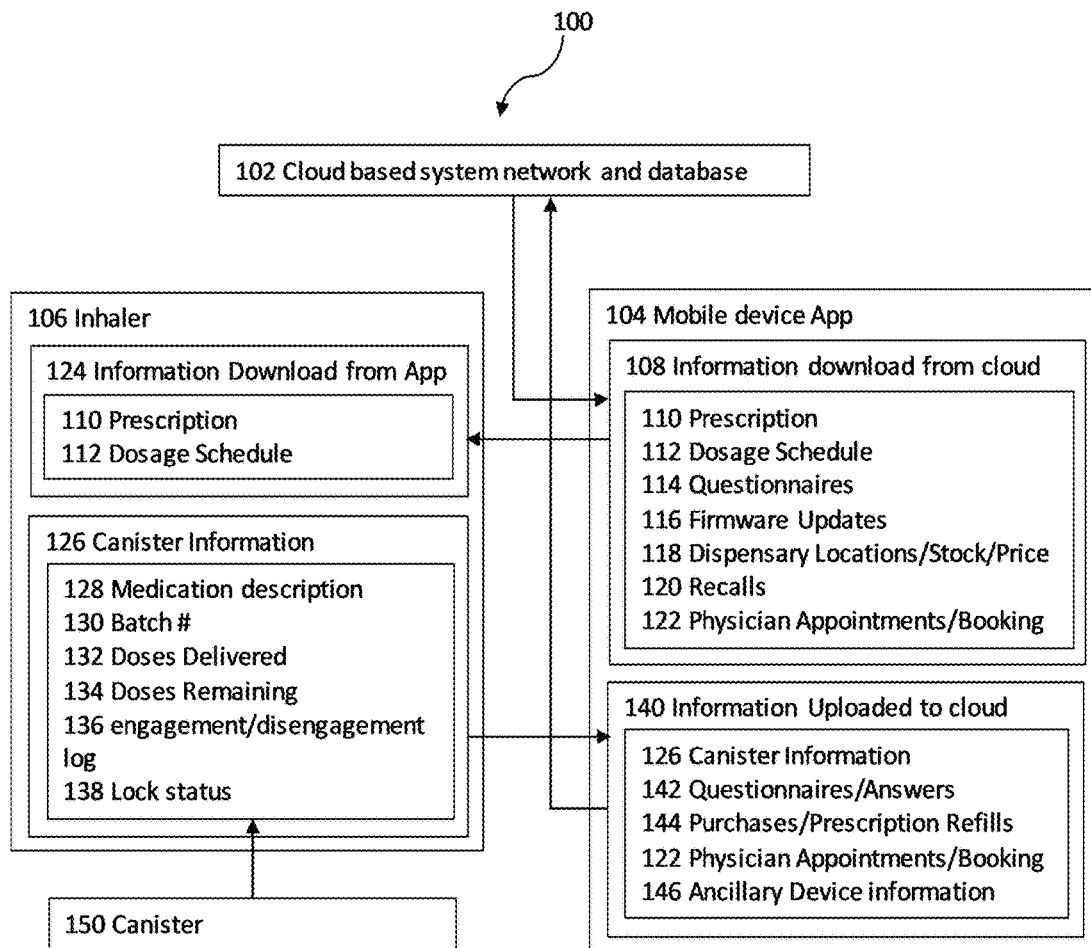 100
102 Cloud based system network and database
106 Inhaler
124 Information Download from App
110 Prescription
112 Dosage Schedule
126 Canister Information
128 Medication description
130 Batch #
132 Doses Delivered
134 Doses Remaining
136 engagement/disengagement
log
138 Lock status
150 Canister
104 Mobile device App
108 Information download from cloud
110 Prescription
112 Dosage Schedule
114 Questionnaires
116 Firmware Updates
118 Dispensary Locations/Stock/Price
120 Recalls
122 Physician Appointments/Booking
140 Information Uploaded to cloud
126 Canister Information
142 Questionnaires/Answers
144 Purchases/Prescription Refills
122 Physician Appointments/Booking
146 Ancillary Device information